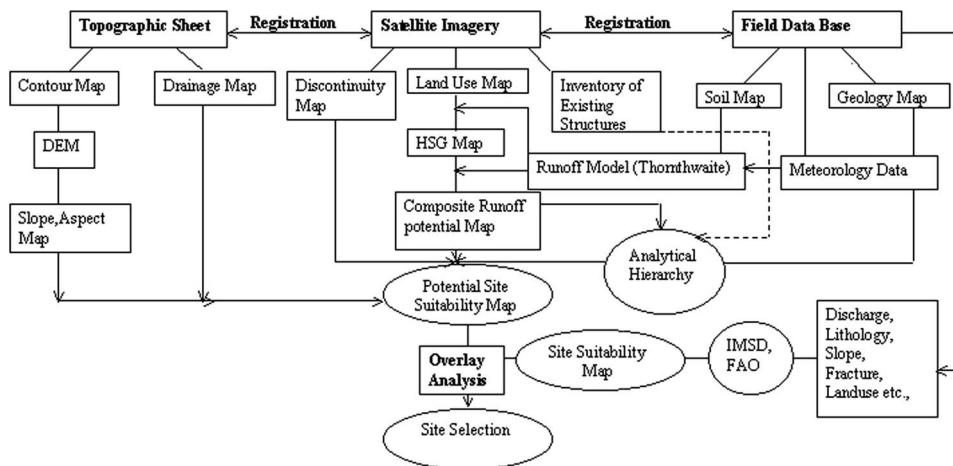 Topographic Sheet
Registration
Satellite Imagery
Registration
Field Data Base
Contour Map
Drainage Map
Discontinuity
Map
Land Use Map
Inventory of
Existing
Structures
Soil Map
Geology Map
DEM
HSG Map
Runoff Model (Thornthwaite)
Meteorology Data
Slope,Aspect
Map
Composite Runoff
potential Map
Analytical
Hierarchy
Potential Site
Suitability Map
Discharge,
Lithology,
Slope,
Fracture,
Landuse etc.,
Overlay
Analysis
Site Suitability
Map
IMSD,
FAO
Site Selection